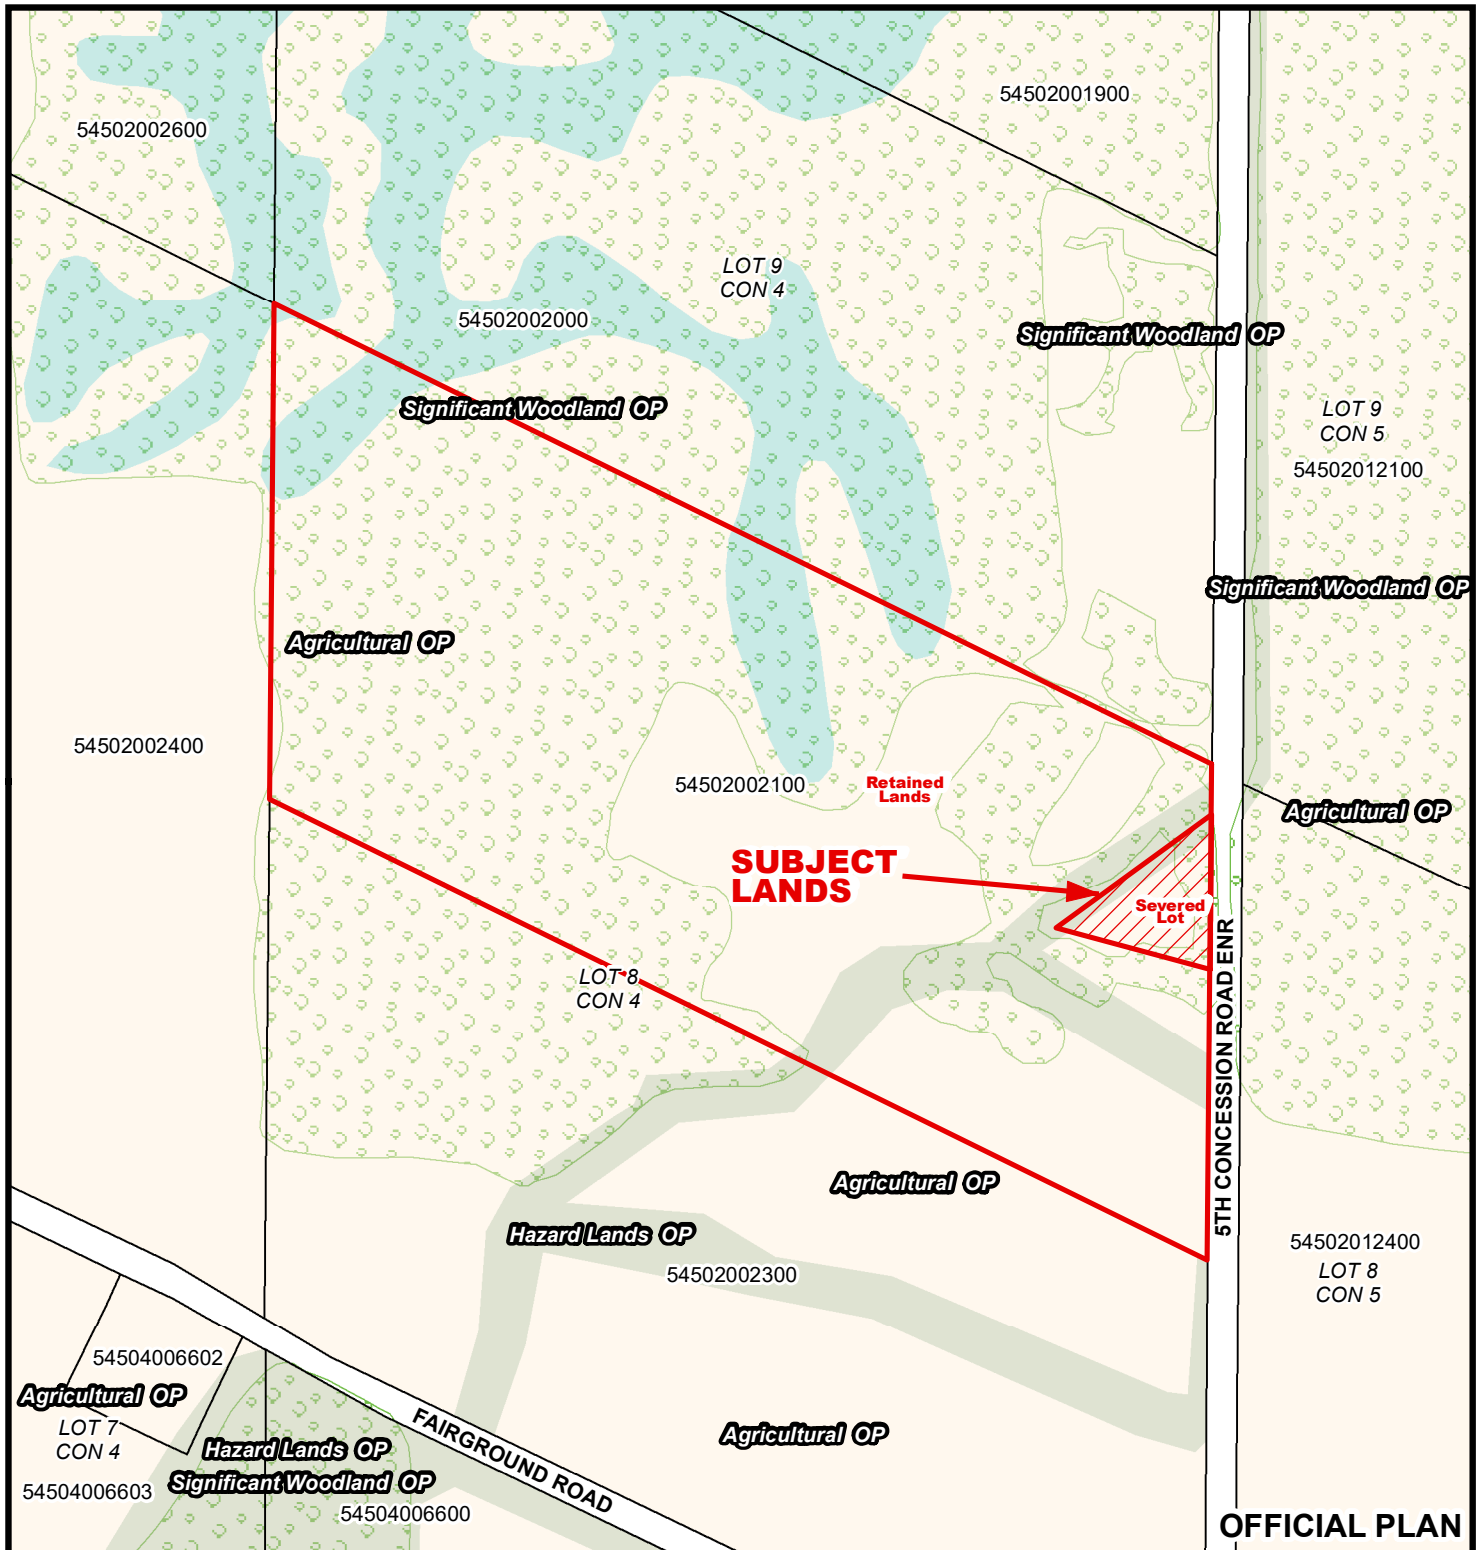 54502001900
54502002600
LOT 9
CON 4
54502002000
Significant Woodland OP
Significant Woodland OP
LOT 9
CON 5
54502012100
Significant Woodland OP
Agricultural OP
54502002400
54502002100
Retained
Lands
Agricultural OP
SUBJECT
LANDS
Severed
Lot
LOT 8
CON 4
5TH CONCESSION ROAD ENR
Agricultural OP
Hazard Lands OP
54502002300
54502012400
LOT 8
CON 5
54504006602
Agricultural OP
LOT 7
CON 4
FAIRGROUND ROAD
Agricultural OP
Hazard Lands OP
Significant Woodland OP
54504006603
54504006600
OFFICIAL PLAN